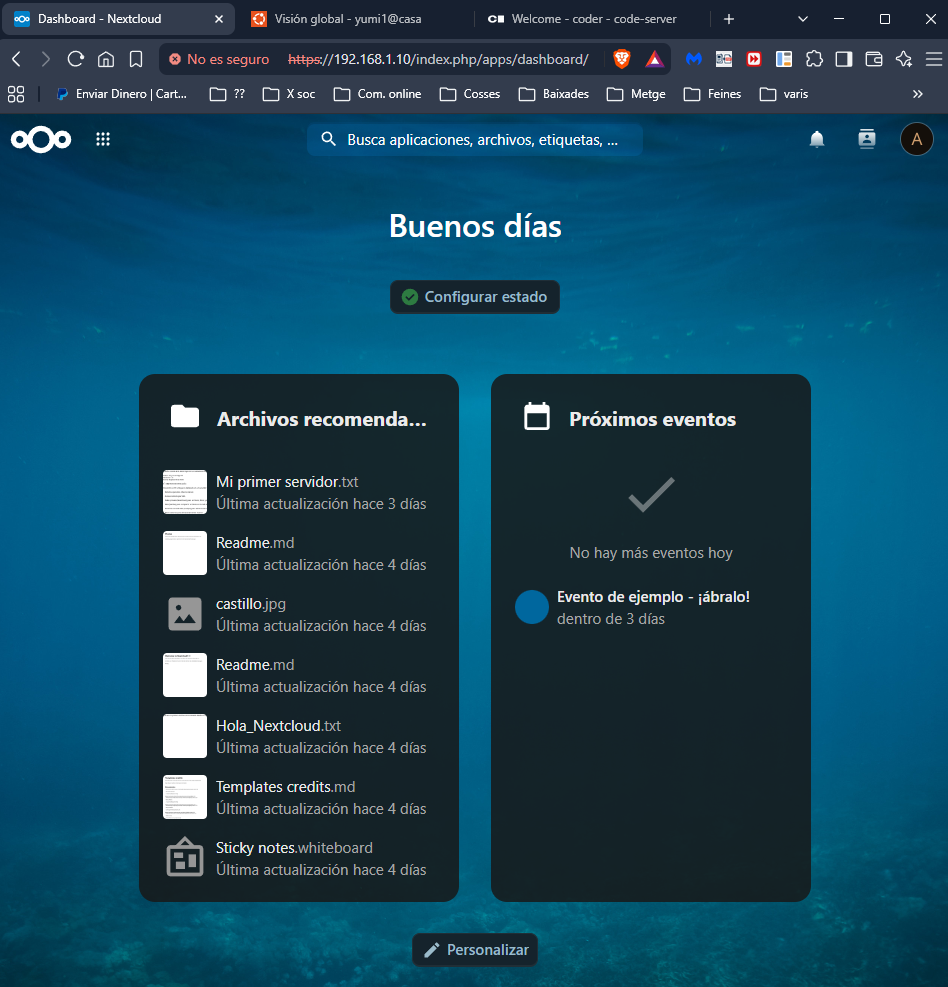 Dashboard - Nextcloud
Visión global - yumi1@casa
Welcome - coder - code-server
No es seguro
https://192.168.1.10/index.php/apps/dashboard/
Enviar Dinero | Cart...
??
X soc
Com. online
Cosses
Baixades
Metge
Feines
varis
Busca aplicaciones, archivos, etiquetas, ...
A
Buenos días
Configurar estado
Archivos recomenda...
Mi primer servidor.txt
Última actualización hace 3 días
Readme.md
Última actualización hace 4 días
castillo.jpg
Última actualización hace 4 días
Readme.md
Última actualización hace 4 días
Hola_Nextcloud.txt
Última actualización hace 4 días
Templates credits.md
Última actualización hace 4 días
Sticky notes.whiteboard
Última actualización hace 4 días
Próximos eventos
No hay más eventos hoy
Evento de ejemplo - ¡ábralo!
dentro de 3 días
Personalizar